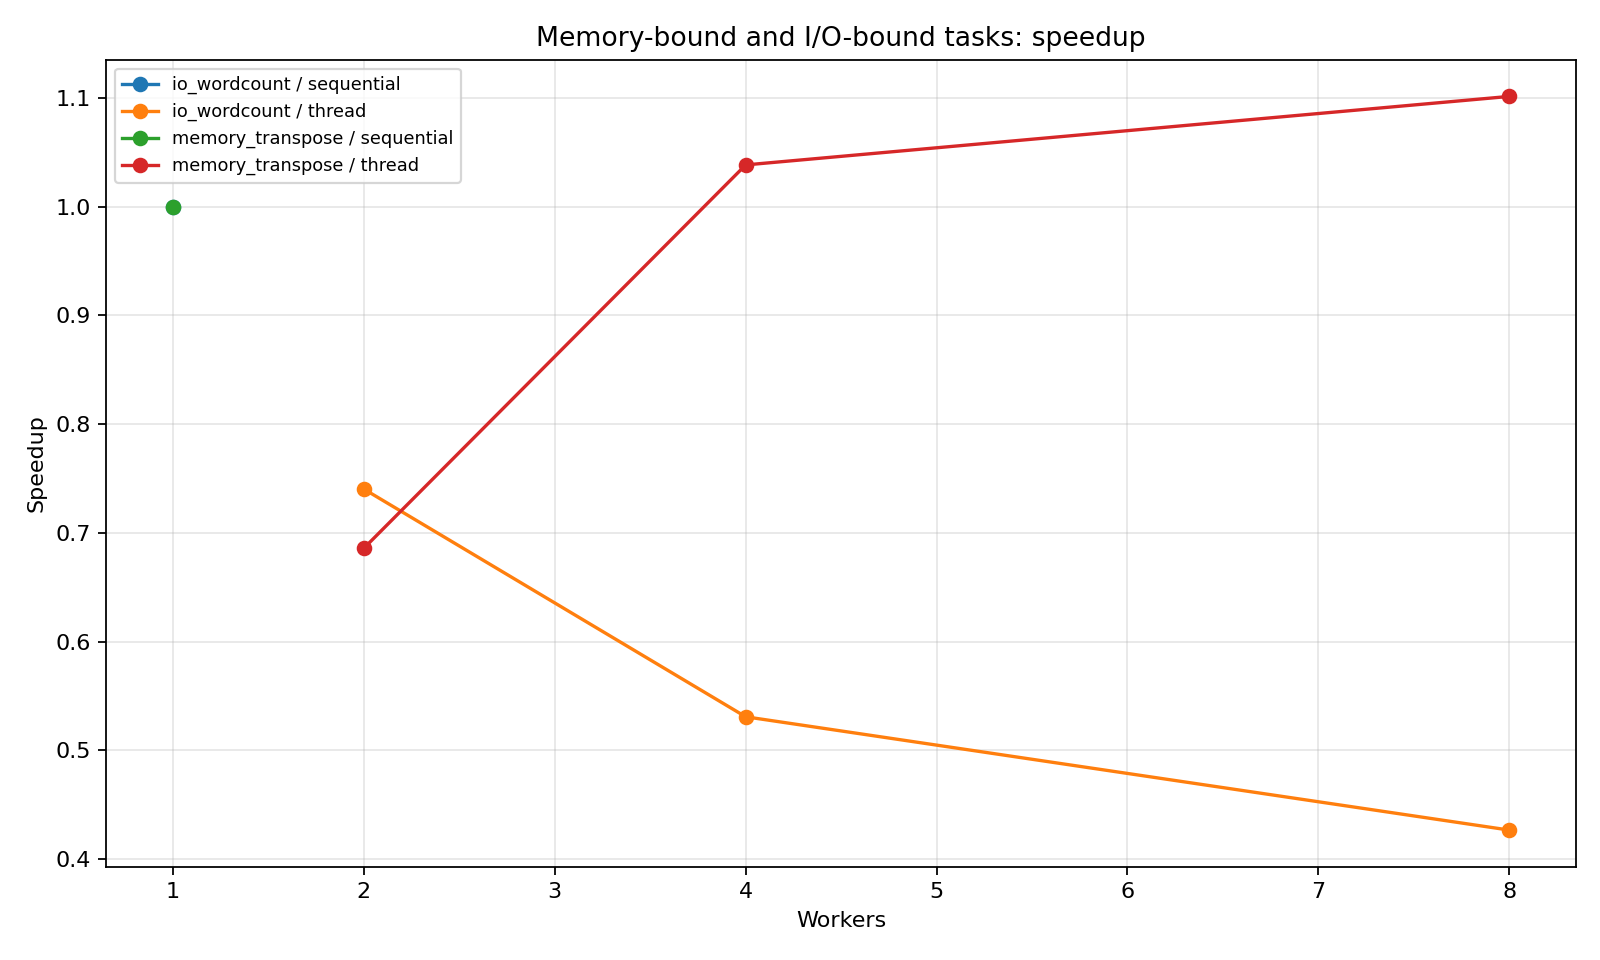 Memory-bound and I/O-bound tasks: speedup
io_wordcount / sequential
io_wordcount / thread
memory_transpose / sequential
memory_transpose / thread
1.1
1.0
0.9
0.8
0.7
0.6
0.5
0.4
Speedup
1 2 3 4 5 6 7 8
Workers